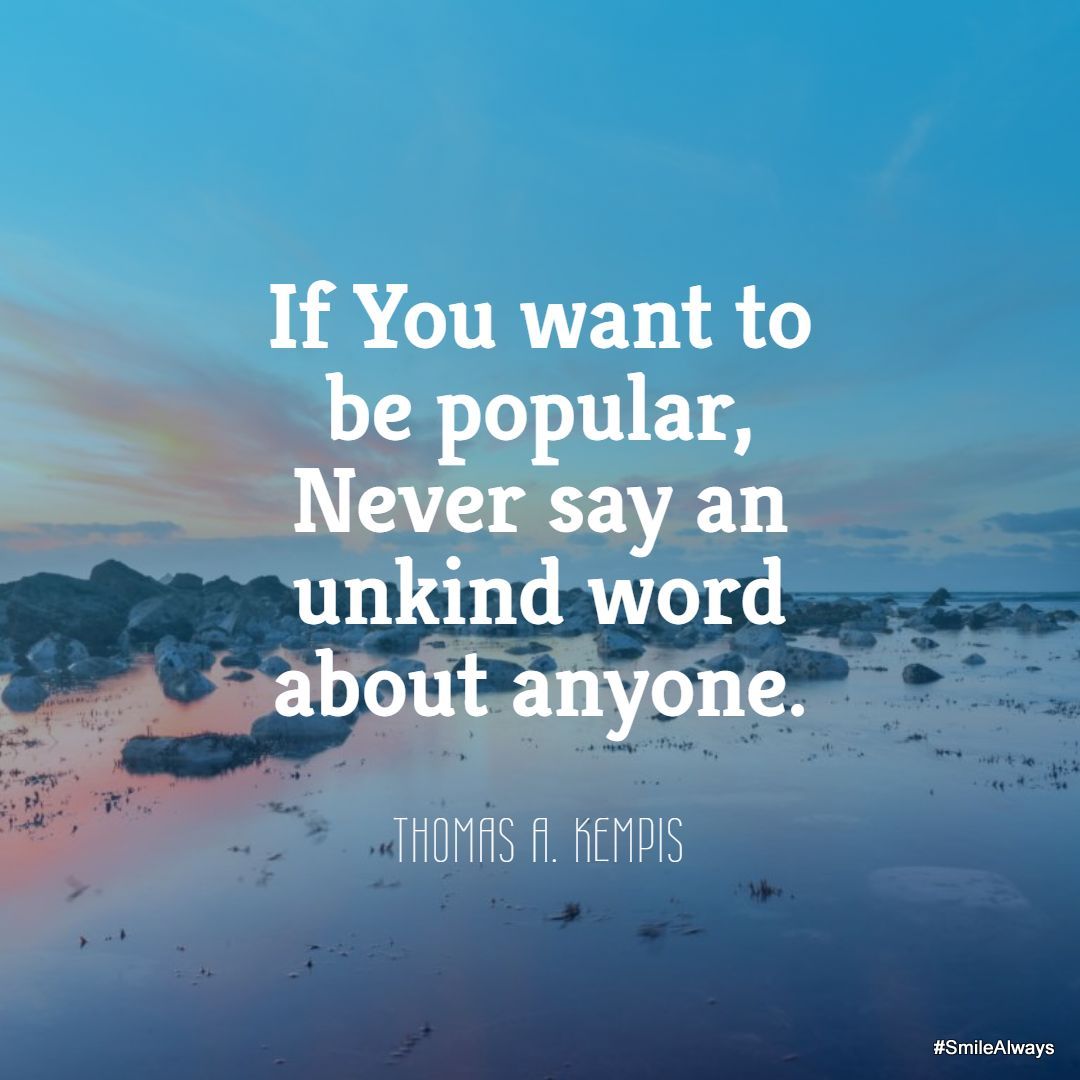 If You want to
be popular,
Never say an
unkind word
about anyone.
THOMAS A. KEMPIS
#SmileAlways